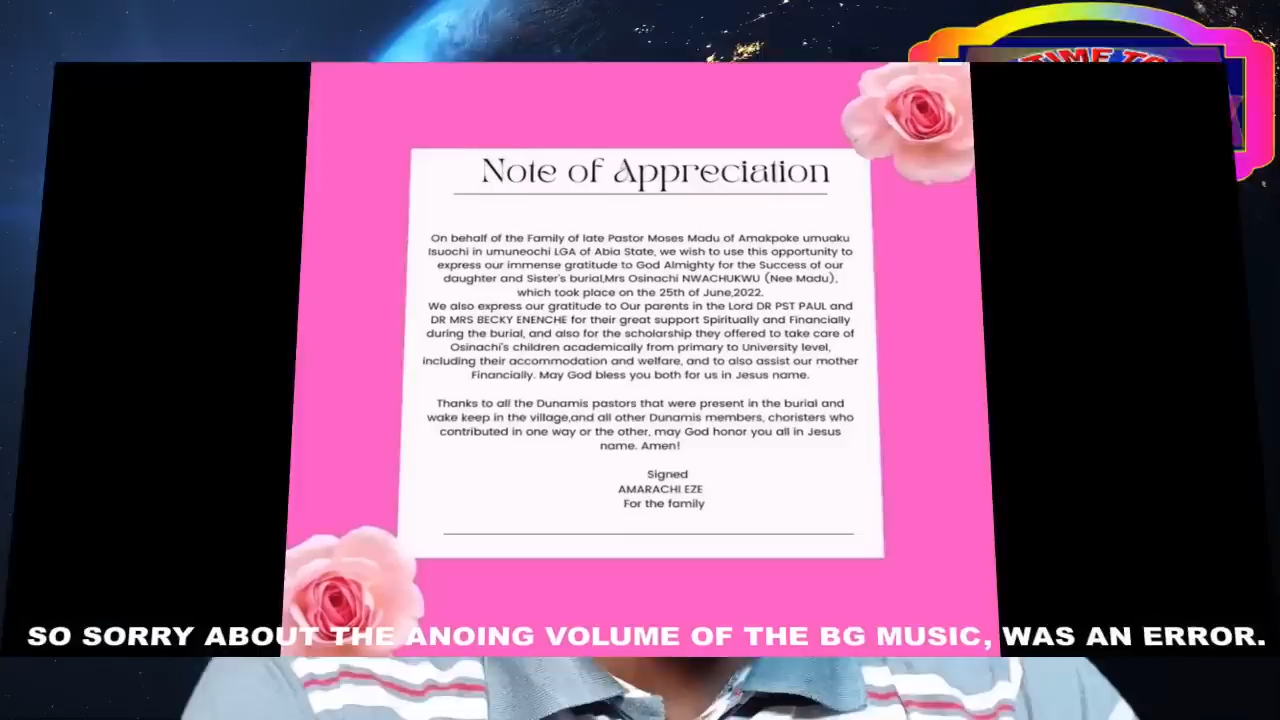 TIME TO
Note of Appreciation
On behalf of the Family of late Pastor Moses Madu of Amakpoke umuaku
Isuochi in umuneochi LGA of Abia State, we wish to use this opportunity to
express our immense gratitude to God Almighty for the Success of our
daughter and Sister's burial,Mrs Osinachi NWACHUKWU (Nee Madu),
which took place on the 25th of June,2022.
We also express our gratitude to Our parents in the Lord DR PST PAUL and
DR MRS BECKY ENENCHE for their great support Spiritually and Financially
during the burial, and also for the scholarship they offered to take care of
Osinachi's children academically from primary to University level,
including their accommodation and welfare, and to also assist our mother
Financially. May God bless you both for us in Jesus name.
Thanks to all the Dunamis pastors that were present in the burial and
wake keep in the village,and all other Dunamis members, choristers who
contributed in one way or the other, may God honor you all in Jesus
name. Amen!
Signed
AMARACHI EZE
For the family
SO SORRY ABOUT THE ANOING VOLUME OF THE BG MUSIC, WAS AN ERROR.